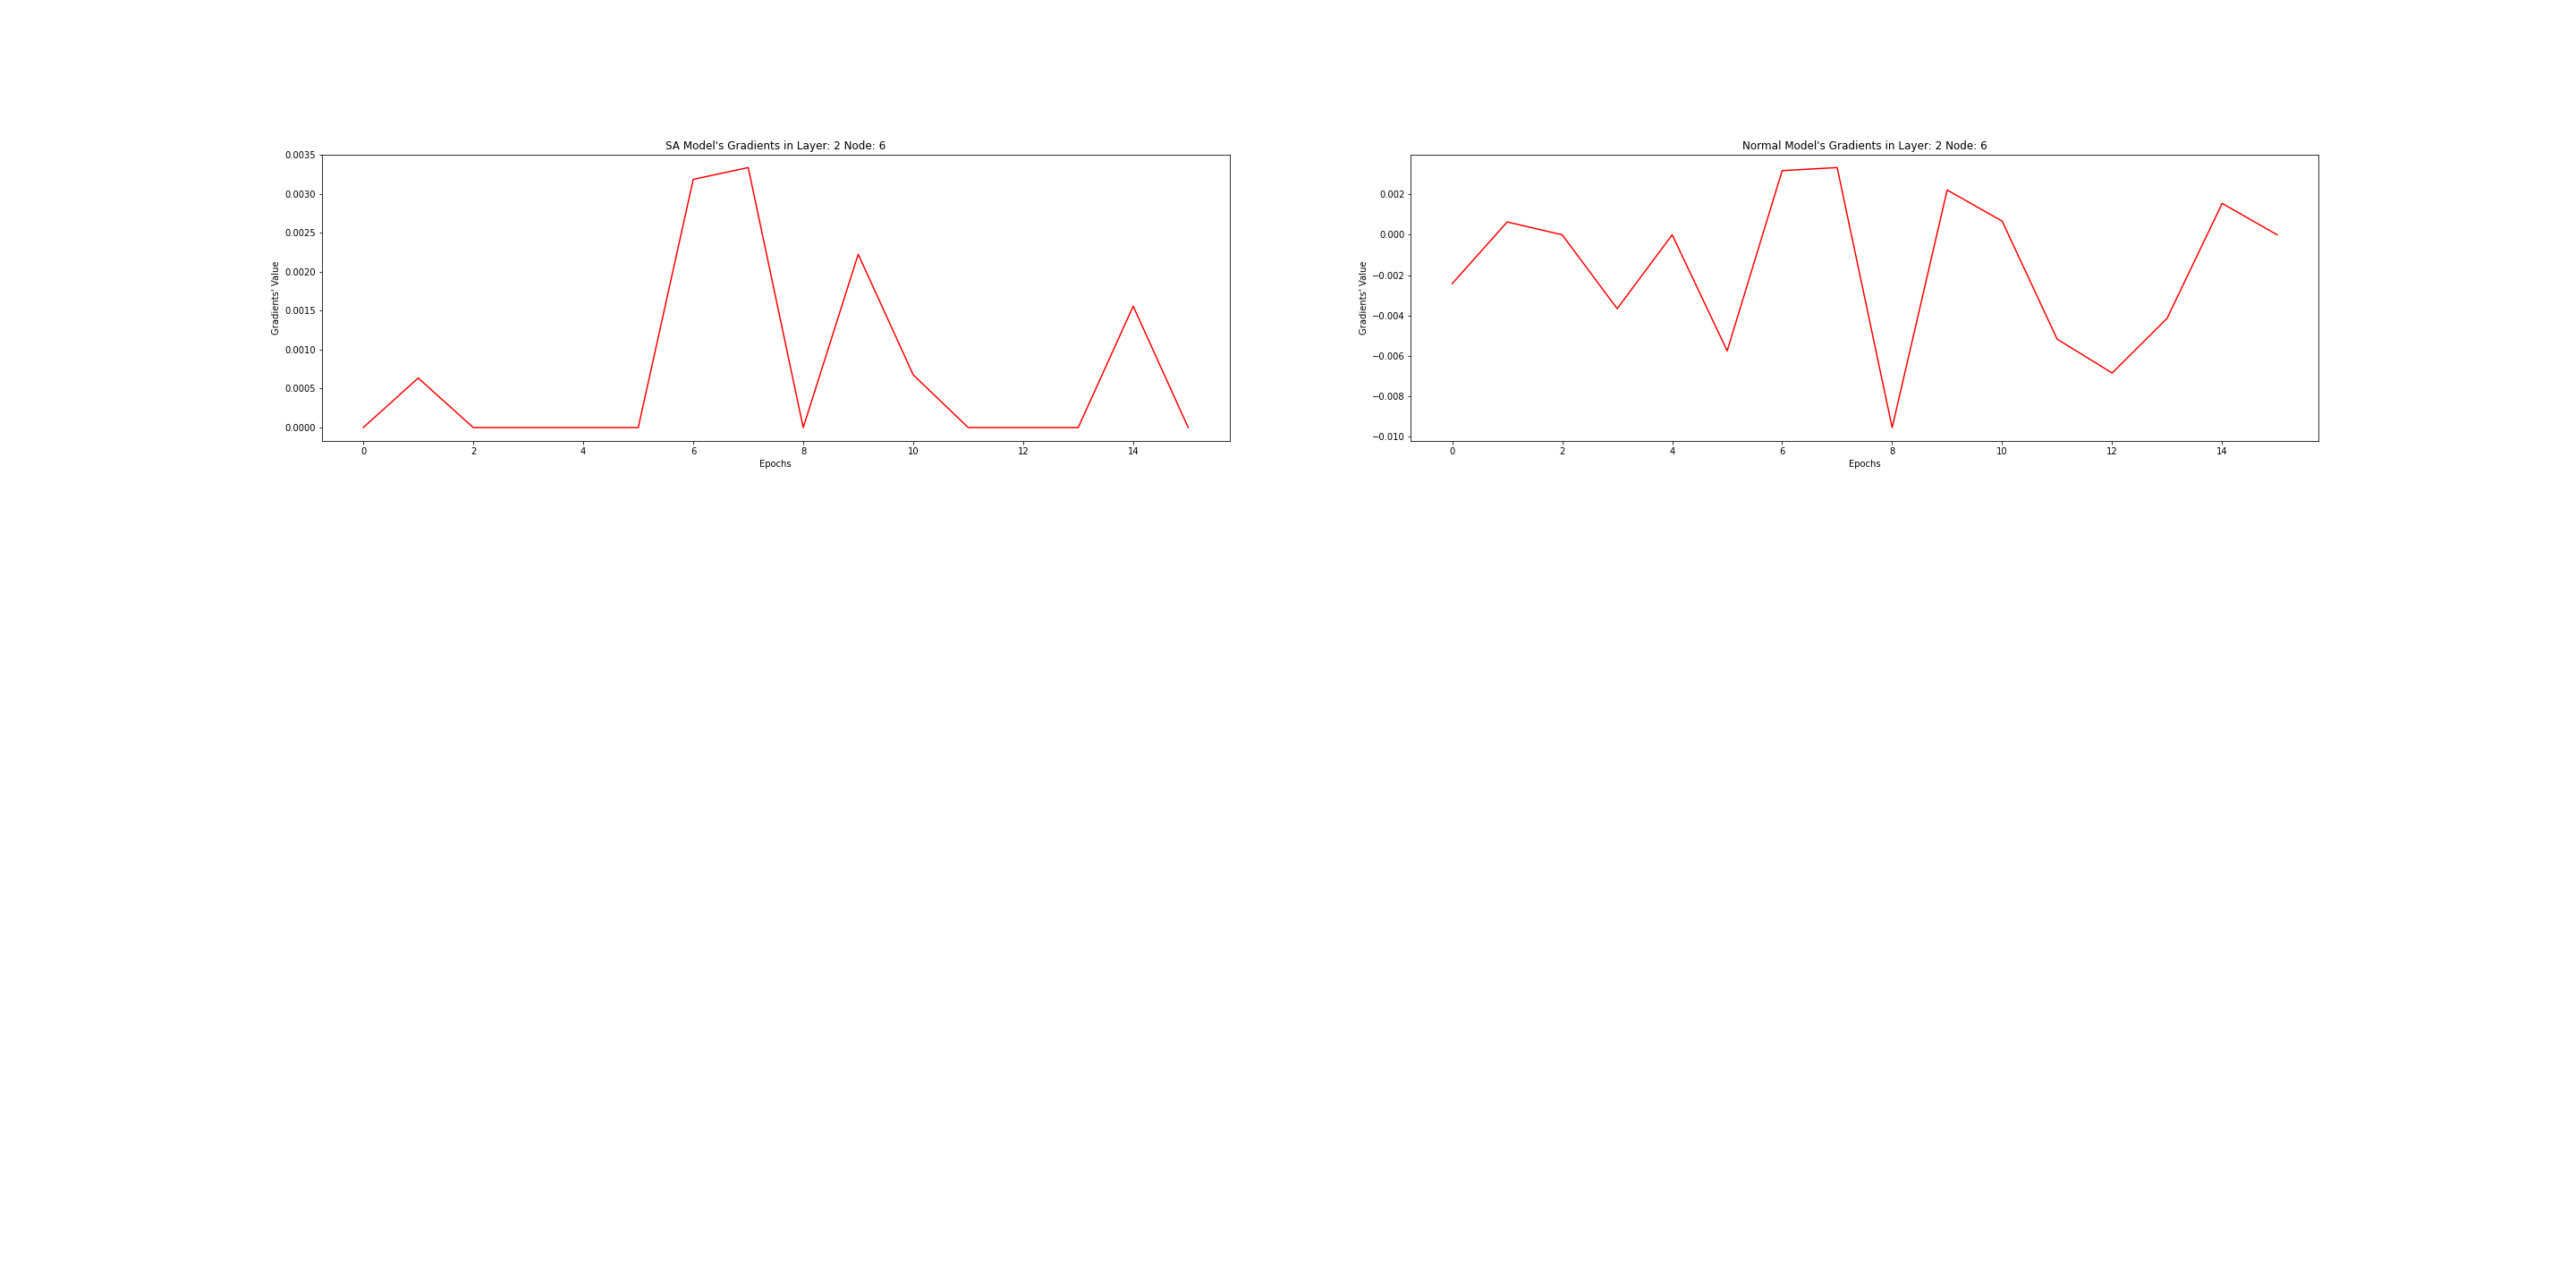 SA Model's Gradients in Layer: 2 Node: 6
0.0035
0.0030
0.0025
0.0020
0.0015
0.0010
0.0005
0.0000
Gradients' Value
0 2 4 6 8 10 12 14
Epochs
Normal Model's Gradients in Layer: 2 Node: 6
0.002
0.000
−0.002
−0.004
−0.006
−0.008
−0.010
Gradients' Value
0 2 4 6 8 10 12 14
Epochs